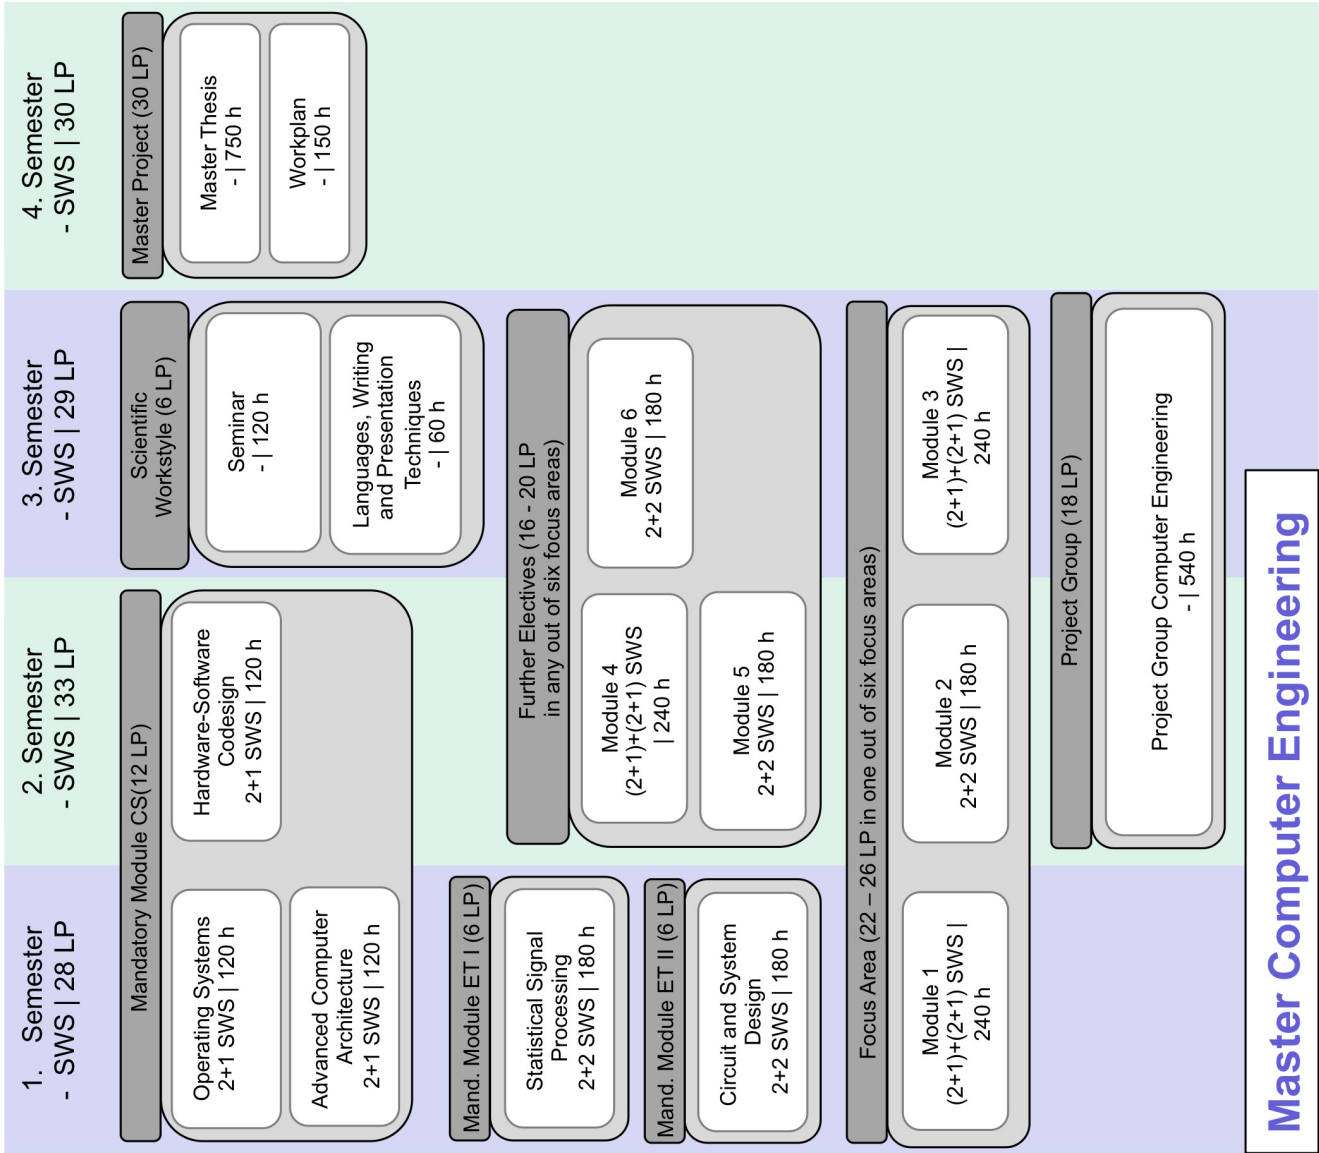 1. Semester
- SWS | 28 LP
2. Semester
- SWS | 33 LP
3. Semester
- SWS | 29 LP
4. Semester
- SWS | 30 LP
Mandatory Module CS(12 LP)
Operating Systems
2+1 SWS | 120 h
Advanced Computer
Architecture
2+1 SWS | 120 h
Hardware-Software
Codesign
2+1 SWS | 120 h
Scientific
Workstyle (6 LP)
Seminar
- | 120 h
Languages, Writing
and Presentation
Techniques
- | 60 h
Master Project (30 LP)
Master Thesis
- | 750 h
Workplan
- | 150 h
Mand. Module ET I (6 LP)
Statistical Signal
Processing
2+2 SWS | 180 h
Mand. Module ET II (6 LP)
Circuit and System
Design
2+2 SWS | 180 h
Further Electives (16 - 20 LP
in any out of six focus areas)
Module 4
(2+1)+(2+1) SWS
| 240 h
Module 5
2+2 SWS | 180 h
Module 6
2+2 SWS | 180 h
Focus Area (22 – 26 LP in one out of six focus areas)
Module 1
(2+1)+(2+1) SWS |
240 h
Module 2
2+2 SWS | 180 h
Module 3
(2+1)+(2+1) SWS |
240 h
Project Group (18 LP)
Project Group Computer Engineering
- | 540 h
Master Computer Engineering